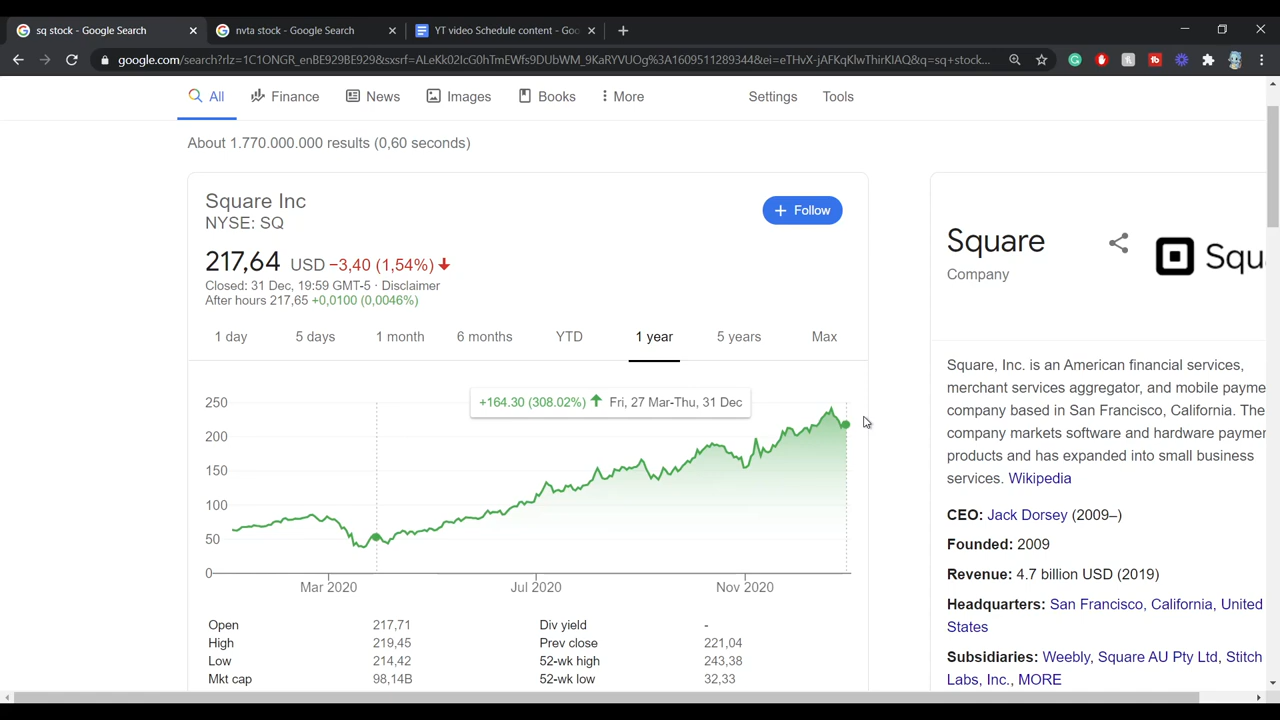 sq stock - Google Search
nvta stock - Google Search
YT video Schedule content - Goo
google.com/search?rlz=1C1ONGR_enBE929BE929&sxsrf=ALeKk01cG0hTmEWfs9DUbWM_9KaRYVUOg%3A1609511289344&ei=eTHvX-jAFKqKlwThirKIAQ&q=sq+stock...
All
Finance
News
Images
Books
More
Settings
Tools
About 1.770.000.000 results (0,60 seconds)
Square Inc
NYSE: SQ
Follow
217,64 USD −3,40 (1,54%)
Closed: 31 Dec, 19:59 GMT-5 · Disclaimer
After hours 217,65 +0,0100 (0,0046%)
1 day
5 days
1 month
6 months
YTD
1 year
5 years
Max
+164.30 (308.02%) Fri, 27 Mar-Thu, 31 Dec
250
200
150
100
50
0
Mar 2020
Jul 2020
Nov 2020
Open 217,71
High 219,45
Low 214,42
Mkt cap 98,14B
Div yield -
Prev close 221,04
52-wk high 243,38
52-wk low 32,33
Square
Company
Squ
Square, Inc. is an American financial services,
merchant services aggregator, and mobile payme
company based in San Francisco, California. The
company markets software and hardware paymen
products and has expanded into small business
services. Wikipedia
CEO: Jack Dorsey (2009–)
Founded: 2009
Revenue: 4.7 billion USD (2019)
Headquarters: San Francisco, California, United
States
Subsidiaries: Weebly, Square AU Pty Ltd, Stitch
Labs, Inc., MORE